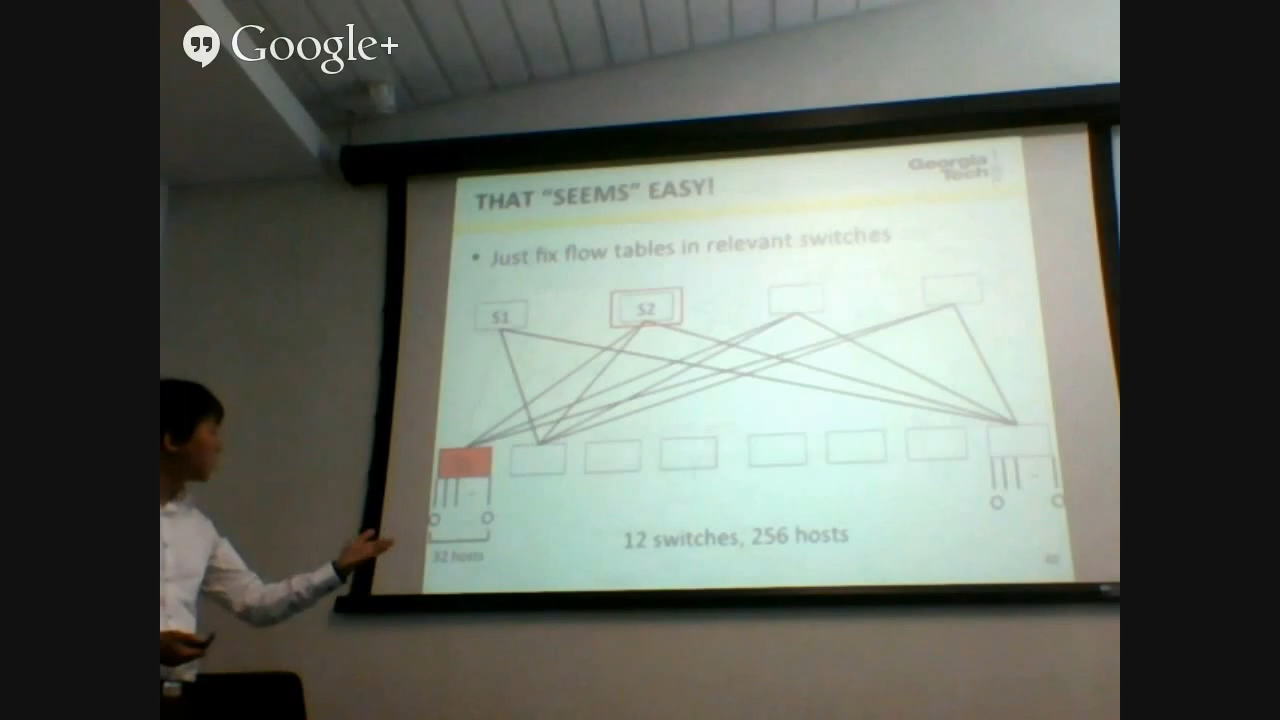 Google+
Georgia
Tech
THAT "SEEMS" EASY!
• Just fix flow tables in relevant switches
S1
S2
32 hosts
12 switches, 256 hosts